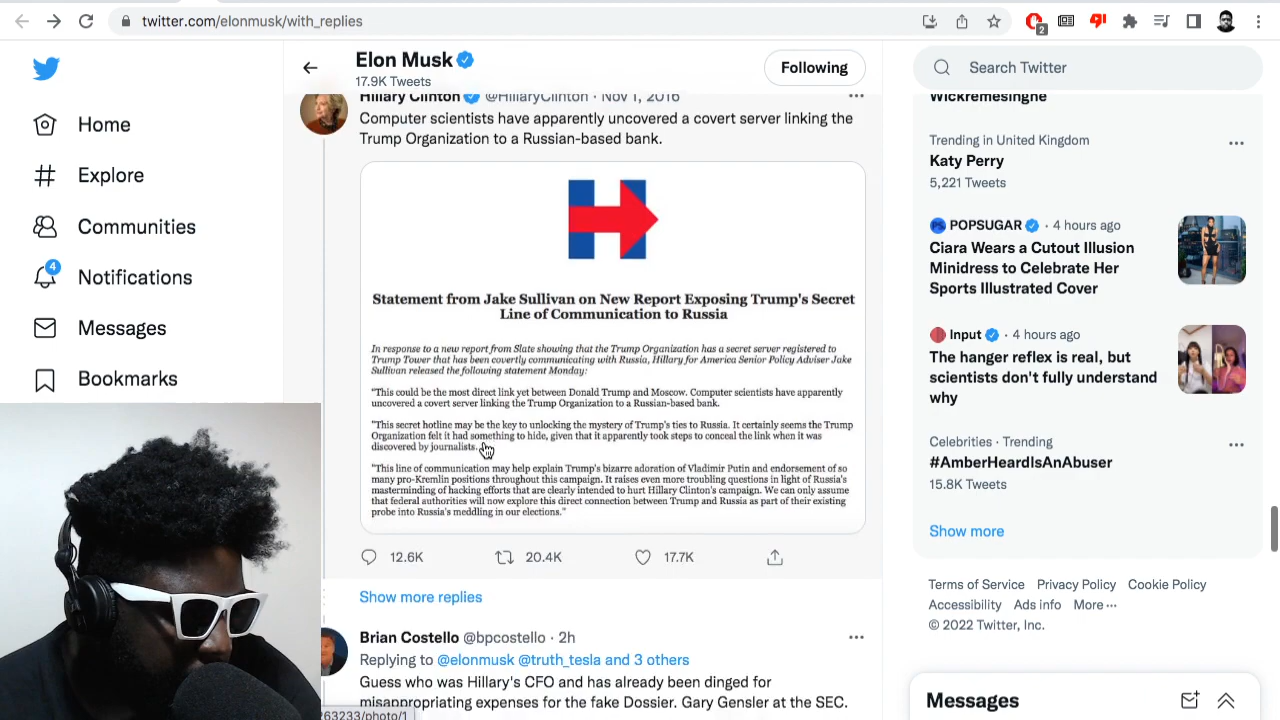 twitter.com/elonmusk/with_replies
2
Elon Musk
17.9K Tweets
Following
Search Twitter
Home
Explore
Communities
4
Notifications
Messages
Bookmarks
Hillary Clinton @HillaryClinton · Nov 1, 2016
Computer scientists have apparently uncovered a covert server linking the
Trump Organization to a Russian-based bank.
H
Statement from Jake Sullivan on New Report Exposing Trump's Secret
Line of Communication to Russia
In response to a new report from Slate showing that the Trump Organization has a secret server registered to
Trump Tower that has been covertly communicating with Russia, Hillary for America Senior Policy Adviser Jake
Sullivan released the following statement Monday:
"This could be the most direct link yet between Donald Trump and Moscow. Computer scientists have apparently
uncovered a covert server linking the Trump Organization to a Russian-based bank.
"This secret hotline may be the key to unlocking the mystery of Trump's ties to Russia. It certainly seems the Trump
Organization felt it had something to hide, given that it apparently took steps to conceal the link when it was
discovered by journalists.
"This line of communication may help explain Trump's bizarre adoration of Vladimir Putin and endorsement of so
many pro-Kremlin positions throughout this campaign. It raises even more troubling questions in light of Russia's
masterminding of hacking efforts that are clearly intended to hurt Hillary Clinton's campaign. We can only assume
that federal authorities will now explore this direct connection between Trump and Russia as part of their existing
probe into Russia's meddling in our elections."
12.6K 20.4K 17.7K
Show more replies
Brian Costello @bpcostello · 2h
Replying to @elonmusk @truth_tesla and 3 others
Guess who was Hillary's CFO and has already been dinged for
misappropriating expenses for the fake Dossier. Gary Gensler at the SEC.
263233/photo/1
Wickremesinghe
Trending in United Kingdom
Katy Perry
5,221 Tweets
POPSUGAR · 4 hours ago
Ciara Wears a Cutout Illusion
Minidress to Celebrate Her
Sports Illustrated Cover
Input · 4 hours ago
The hanger reflex is real, but
scientists don't fully understand
why
Celebrities · Trending
#AmberHeardIsAnAbuser
15.8K Tweets
Show more
Terms of Service Privacy Policy Cookie Policy
Accessibility Ads info More ···
© 2022 Twitter, Inc.
Messages